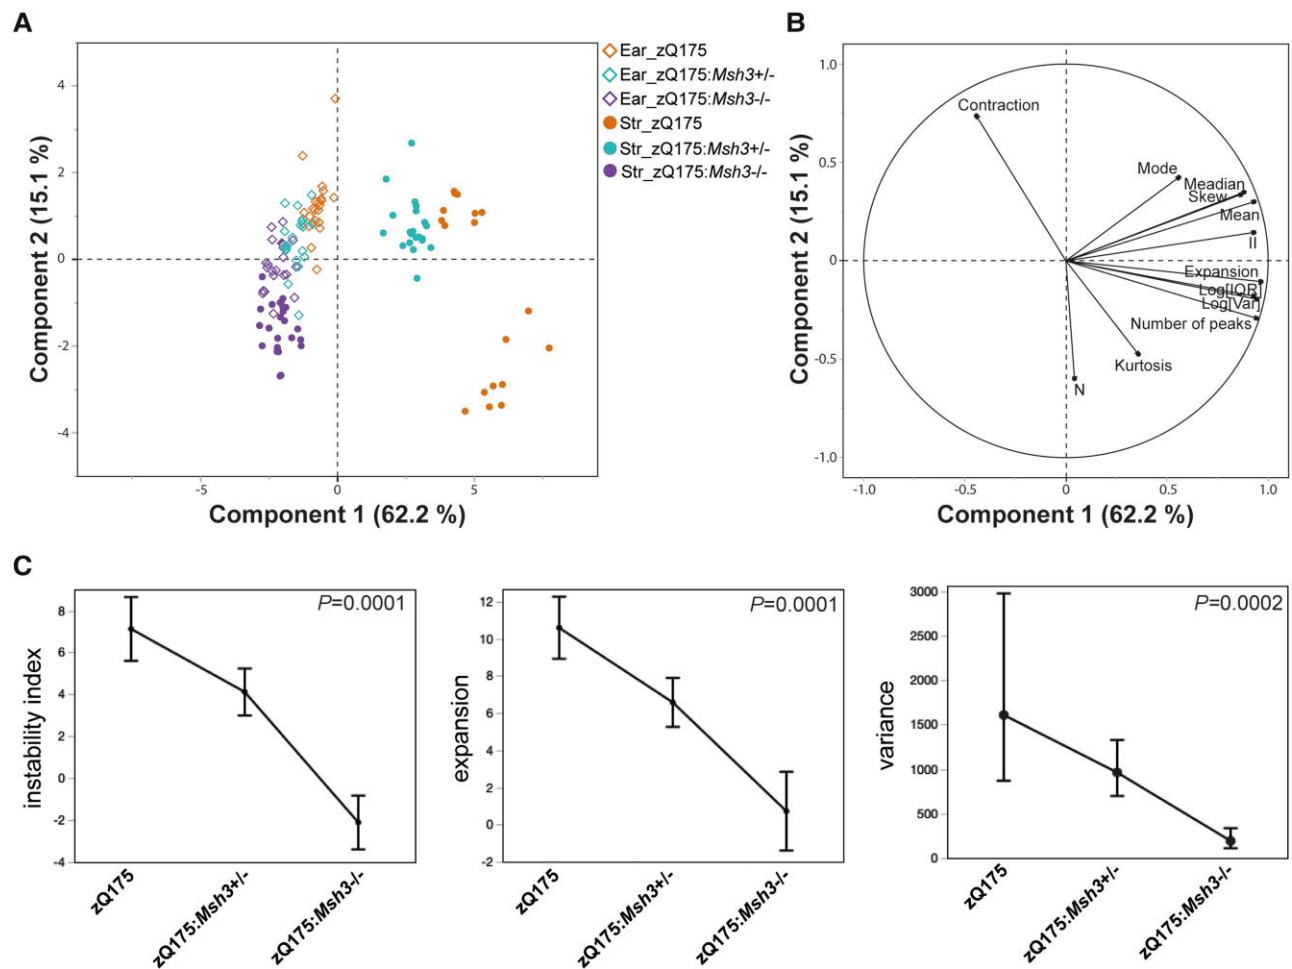 A
Component 2 (15.1 %)
4
2
0
-2
-4
-5
0
5
Component 1 (62.2 %)
Ear_zQ175
Ear_zQ175:Msh3+/-
Ear_zQ175:Msh3-/-
Str_zQ175
Str_zQ175:Msh3+/-
Str_zQ175:Msh3-/-
B
Component 2 (15.1 %)
1.0
0.5
0
-0.5
-1.0
Contraction
Mode
Meadian
Skew
Mean
II
Expansion
Log[IQR]
Log[Var]
Number of peaks
Kurtosis
N
-1.0
-0.5
0
0.5
1.0
Component 1 (62.2 %)
C
instability index
8
6
4
2
0
-2
-4
P=0.0001
zQ175
zQ175:Msh3+/-
zQ175:Msh3-/-
expansion
12
10
8
6
4
2
0
-2
P=0.0001
zQ175
zQ175:Msh3+/-
zQ175:Msh3-/-
variance
3000
2500
2000
1500
1000
500
0
P=0.0002
zQ175
zQ175:Msh3+/-
zQ175:Msh3-/-